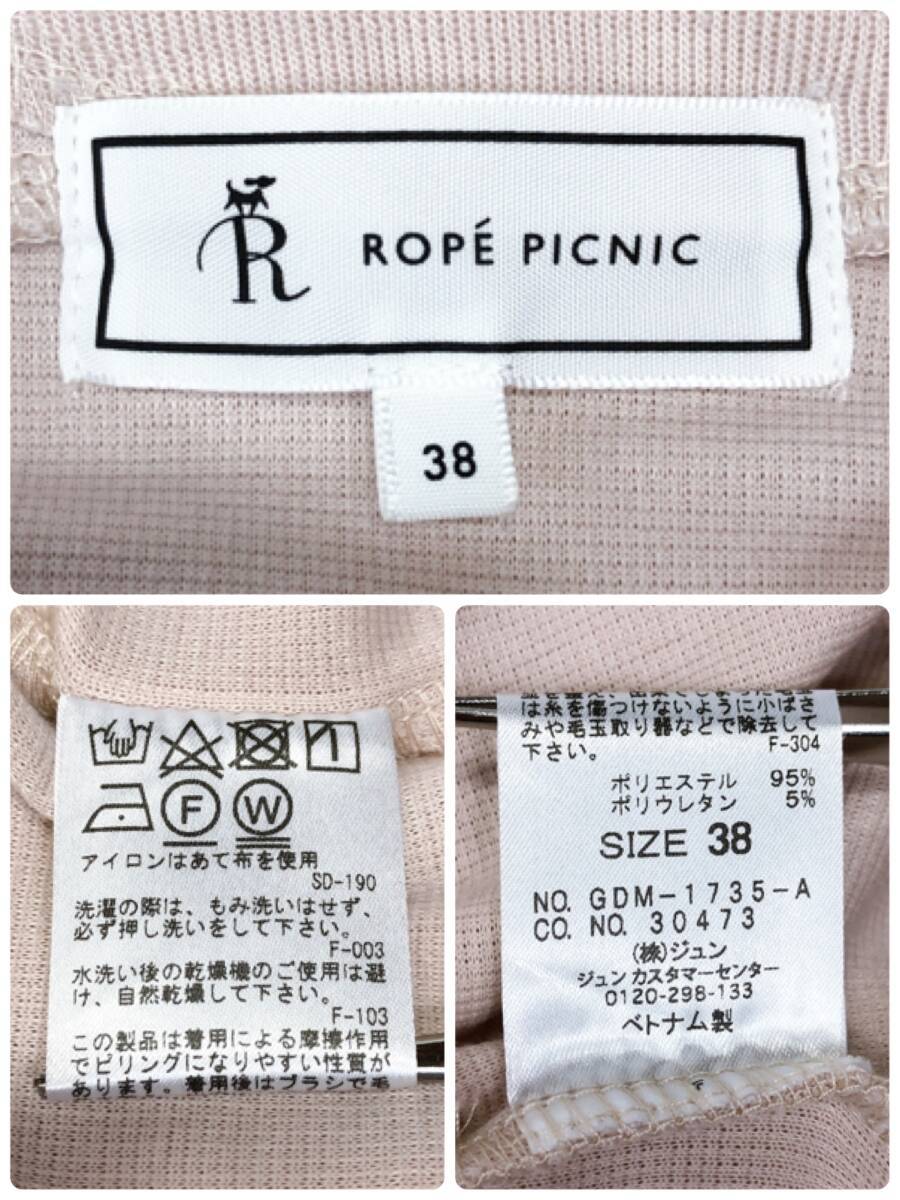 R ROPÉ PICNIC
38
F W
アイロンはあて布を使用
SD-190
洗濯の際は、もみ洗いはせず、
必ず押し洗いをして下さい。
F-003
水洗い後の乾燥機のご使用は避
け、自然乾燥して下さい。
F-103
この製品は着用による摩擦作用
でピリングになりやすい性質が
あります。着用後はブラシで毛
は糸を傷つけないように小ばさ
みや毛玉取り器などで除去して
下さい。
F-304
ポリエステル 95%
ポリウレタン 5%
SIZE 38
NO. GDM-1735-A
CO. NO. 30473
(株)ジュン
ジュンカスタマーセンター
0120-298-133
ベトナム製